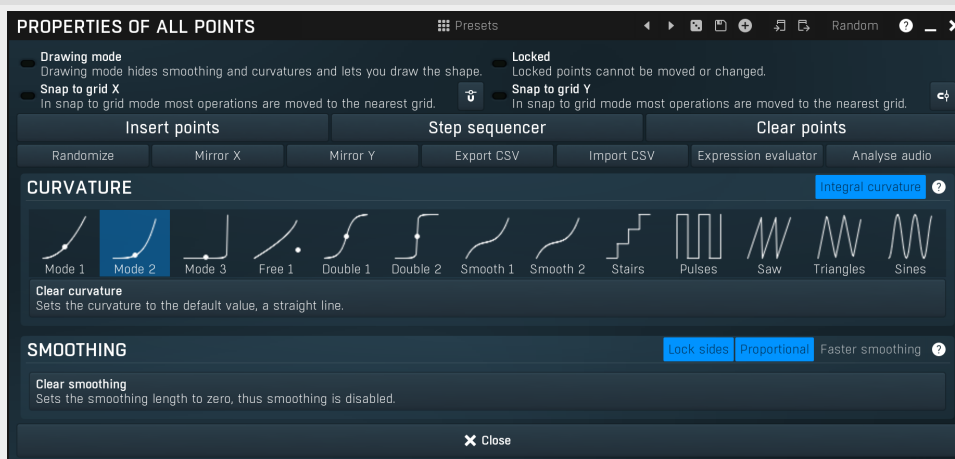 PROPERTIES OF ALL POINTS Presets Random ?
Drawing mode
Drawing mode hides smoothing and curvatures and lets you draw the shape.
Locked
Locked points cannot be moved or changed.
Snap to grid X
In snap to grid mode most operations are moved to the nearest grid.
Snap to grid Y
In snap to grid mode most operations are moved to the nearest grid.
Insert points Step sequencer Clear points
Randomize Mirror X Mirror Y Export CSV Import CSV Expression evaluator Analyse audio
CURVATURE Integral curvature ?
Mode 1 Mode 2 Mode 3 Free 1 Double 1 Double 2 Smooth 1 Smooth 2 Stairs Pulses Saw Triangles Sines
Clear curvature
Sets the curvature to the default value, a straight line.
SMOOTHING Lock sides Proportional Faster smoothing ?
Clear smoothing
Sets the smoothing length to zero, thus smoothing is disabled.
Close